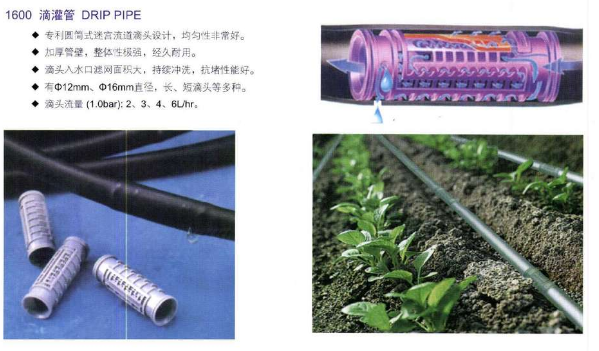 1600 滴灌管 DRIP PIPE
◆ 专利圆筒式迷宫流道滴头设计，均匀性非常好。
◆ 加厚管壁，整体性极强，经久耐用。
◆ 滴头入水口滤网面积大，持续冲洗，抗堵性能好。
◆ 有Φ12mm、Φ16mm直径，长、短滴头等多种。
◆ 滴头流量 (1.0bar): 2、3、4、6L/hr。